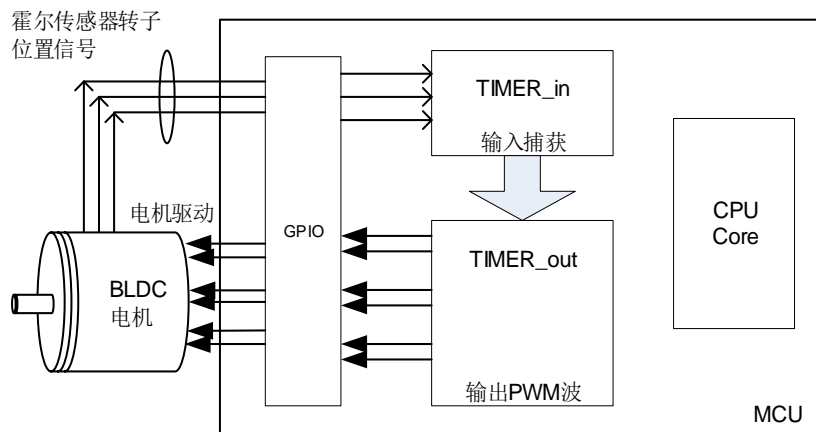 霍尔传感器转子
位置信号
TIMER_in
输入捕获
电机驱动
GPIO
CPU
Core
TIMER_out
BLDC
电机
输出PWM波
MCU